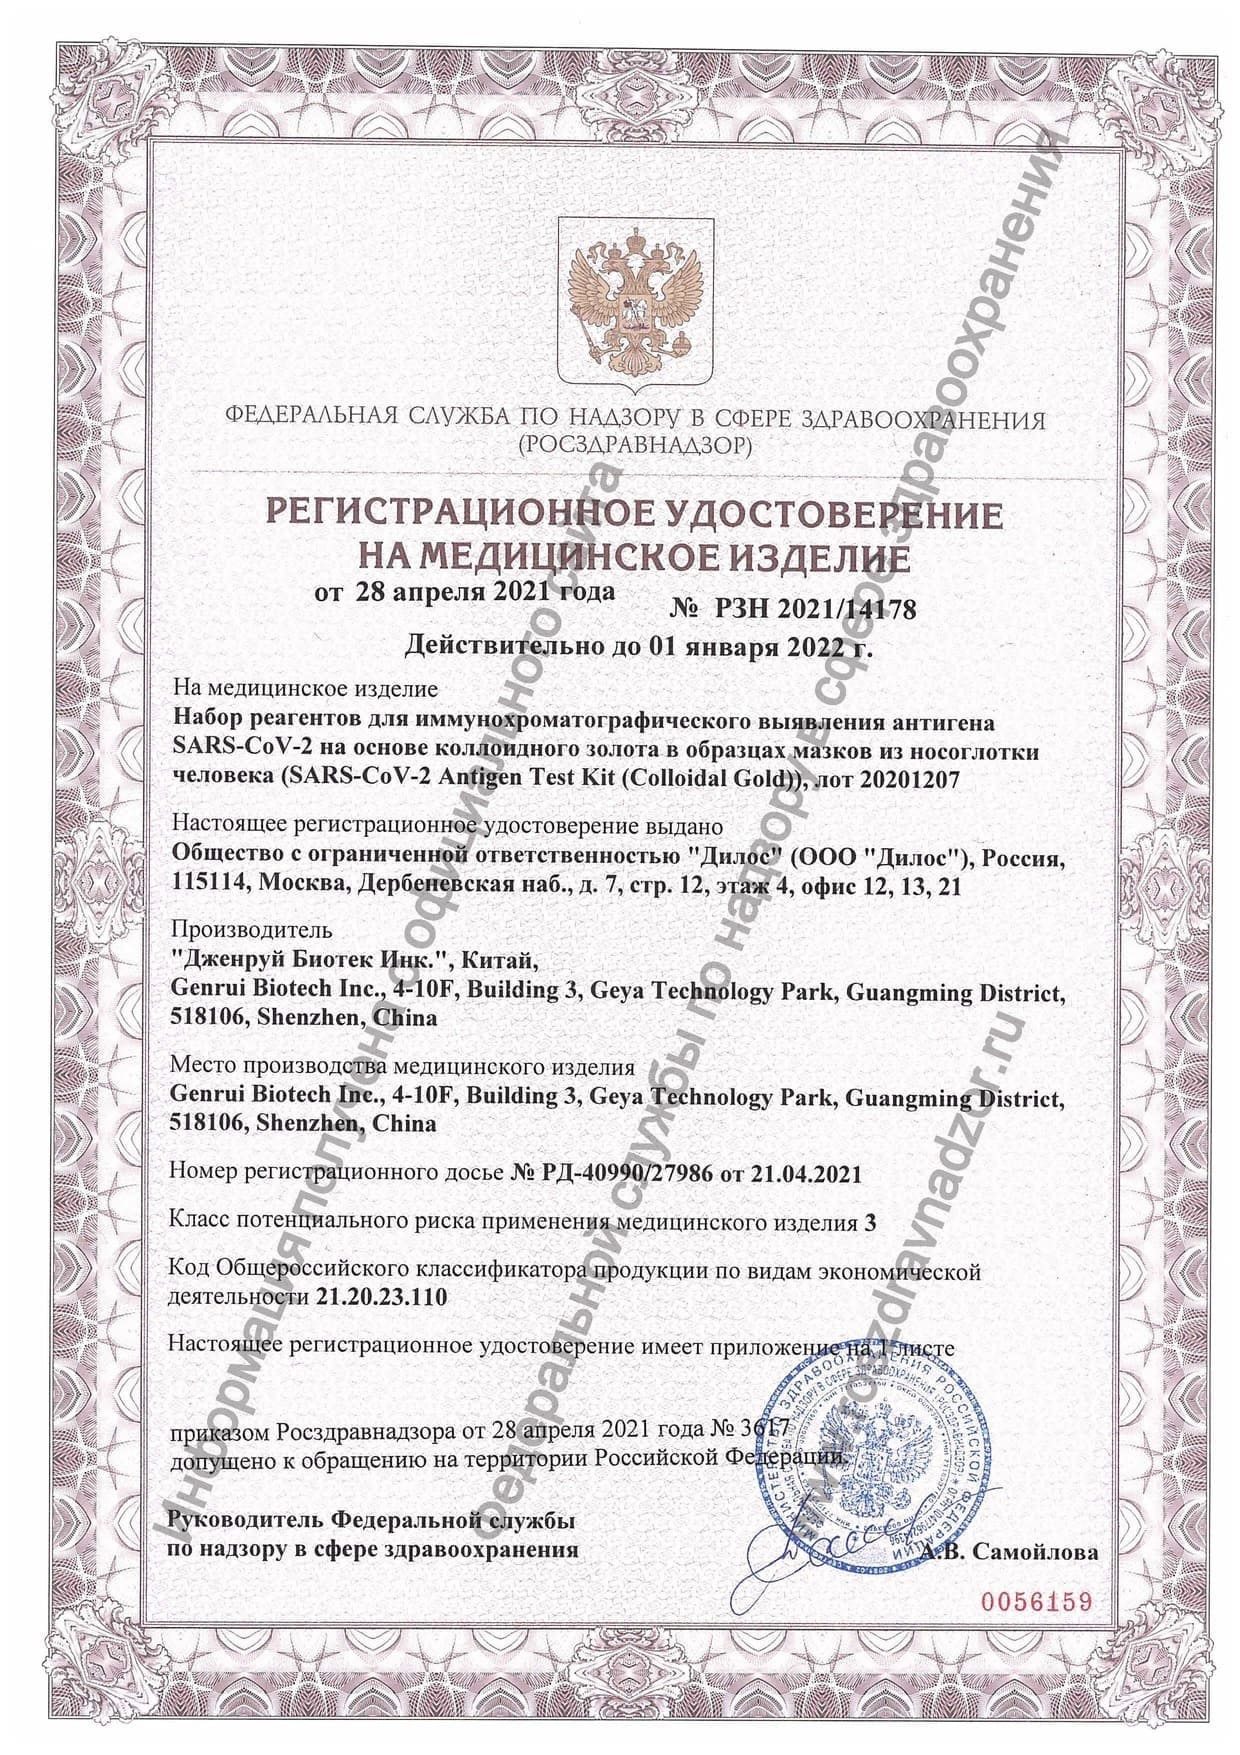 ФЕДЕРАЛЬНАЯ СЛУЖБА ПО НАДЗОРУ В СФЕРЕ ЗДРАВООХРАНЕНИЯ
(РОСЗДРАВНАДЗОР)
РЕГИСТРАЦИОННОЕ УДОСТОВЕРЕНИЕ
НА МЕДИЦИНСКОЕ ИЗДЕЛИЕ
от 28 апреля 2021 года № РЗН 2021/14178
Действительно до 01 января 2022 г.
На медицинское изделие
Набор реагентов для иммунохроматографического выявления антигена
SARS-CoV-2 на основе коллоидного золота в образцах мазков из носоглотки
человека (SARS-CoV-2 Antigen Test Kit (Colloidal Gold)), лот 20201207
Настоящее регистрационное удостоверение выдано
Общество с ограниченной ответственностью "Дилос" (ООО "Дилос"), Россия,
115114, Москва, Дербеневская наб., д. 7, стр. 12, этаж 4, офис 12, 13, 21
Производитель
"Дженруй Биотек Инк.", Китай,
Genrui Biotech Inc., 4-10F, Building 3, Geya Technology Park, Guangming District,
518106, Shenzhen, China
Место производства медицинского изделия
Genrui Biotech Inc., 4-10F, Building 3, Geya Technology Park, Guangming District,
518106, Shenzhen, China
Номер регистрационного досье № РД-40990/27986 от 21.04.2021
Класс потенциального риска применения медицинского изделия 3
Код Общероссийского классификатора продукции по видам экономической
деятельности 21.20.23.110
Настоящее регистрационное удостоверение имеет приложение на 1 листе
приказом Росздравнадзора от 28 апреля 2021 года № 3617
допущено к обращению на территории Российской Федерации.
Руководитель Федеральной службы
по надзору в сфере здравоохранения
А.В. Самойлова
0056159
Информация получена с официального сайта
Федеральной службы по надзору в сфере здравоохранения
www.roszdravnadzor.ru